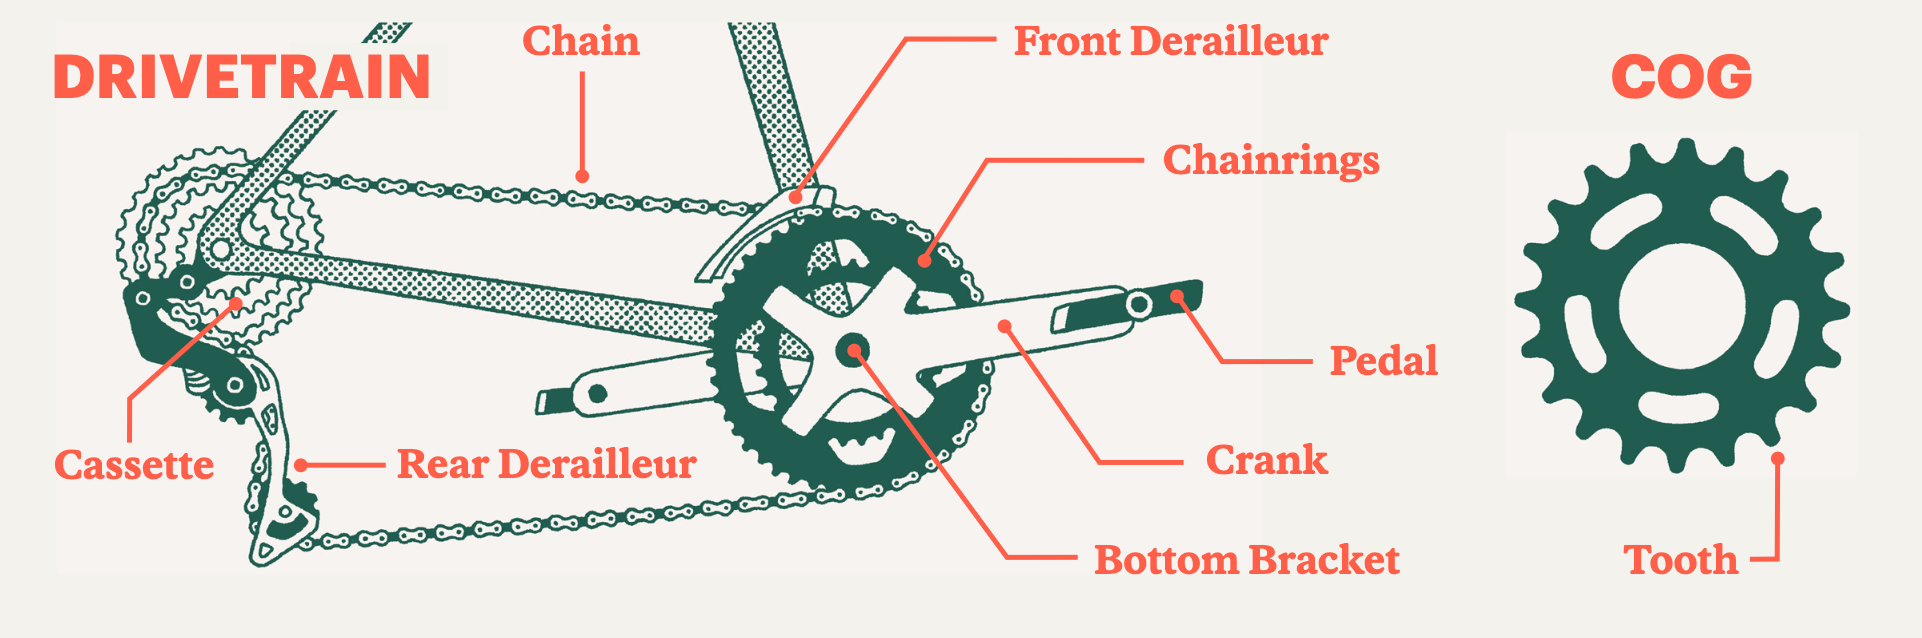 DRIVETRAIN
Chain
Front Derailleur
COG
Chainrings
Pedal
Cassette
Rear Derailleur
Crank
Bottom Bracket
Tooth